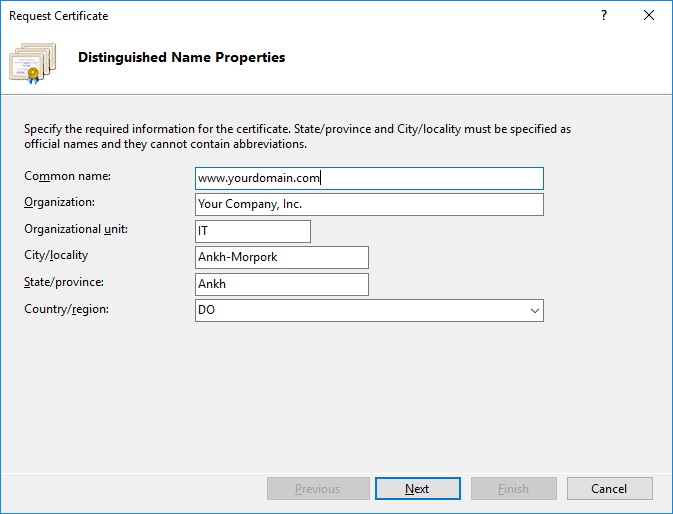 Request Certificate
Distinguished Name Properties
Specify the required information for the certificate. State/province and City/locality must be specified as
official names and they cannot contain abbreviations.
Common name: www.yourdomain.com
Organization: Your Company, Inc.
Organizational unit: IT
City/locality Ankh-Morpork
State/province: Ankh
Country/region: DO
Previous Next Finish Cancel